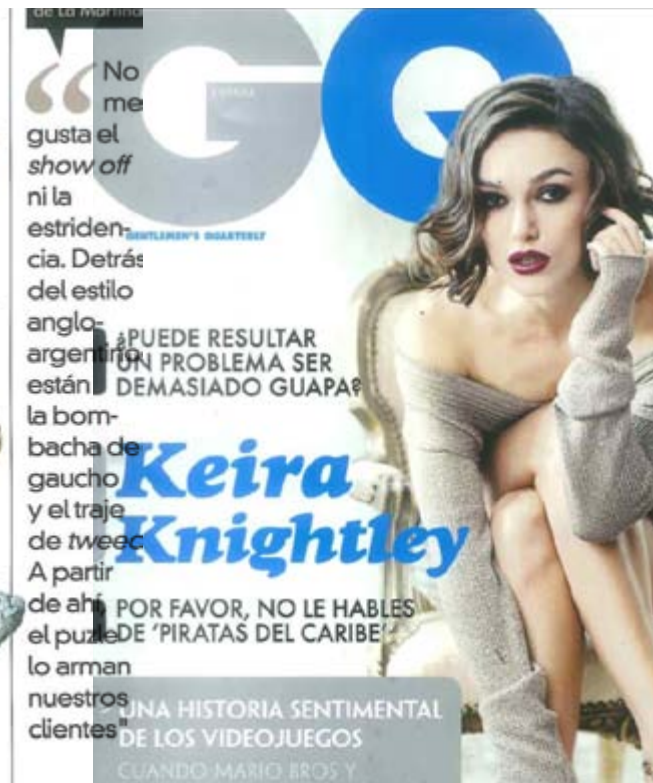 de La Martina
No
me
gusta el
show off
ni la
estriden-
cia. Detrás
del estilo
anglo-
argentino
están
la bom-
bacha de
gaucho
y el traje
de tweed
A partir
de ahí,
el puzle
lo arman
nuestros
clientes"
GQ
ESPAÑA
GENTLEMEN'S QUARTERLY
¿PUEDE RESULTAR
UN PROBLEMA SER
DEMASIADO GUAPA?
Keira
Knightley
POR FAVOR, NO LE HABLES
DE 'PIRATAS DEL CARIBE'
UNA HISTORIA SENTIMENTAL
DE LOS VIDEOJUEGOS
CUANDO MARIO BROS Y